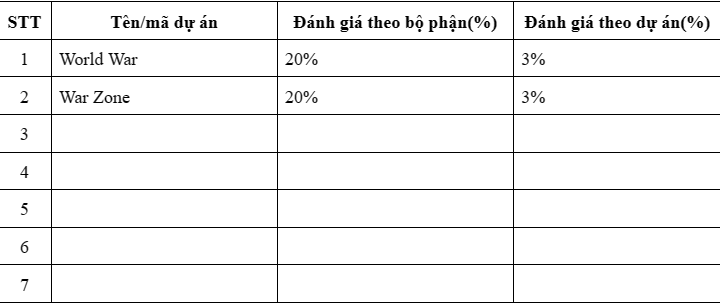 STT Tên/mã dự án Đánh giá theo bộ phận(%) Đánh giá theo dự án(%)
1 World War 20% 3%
2 War Zone 20% 3%
3
4
5
6
7